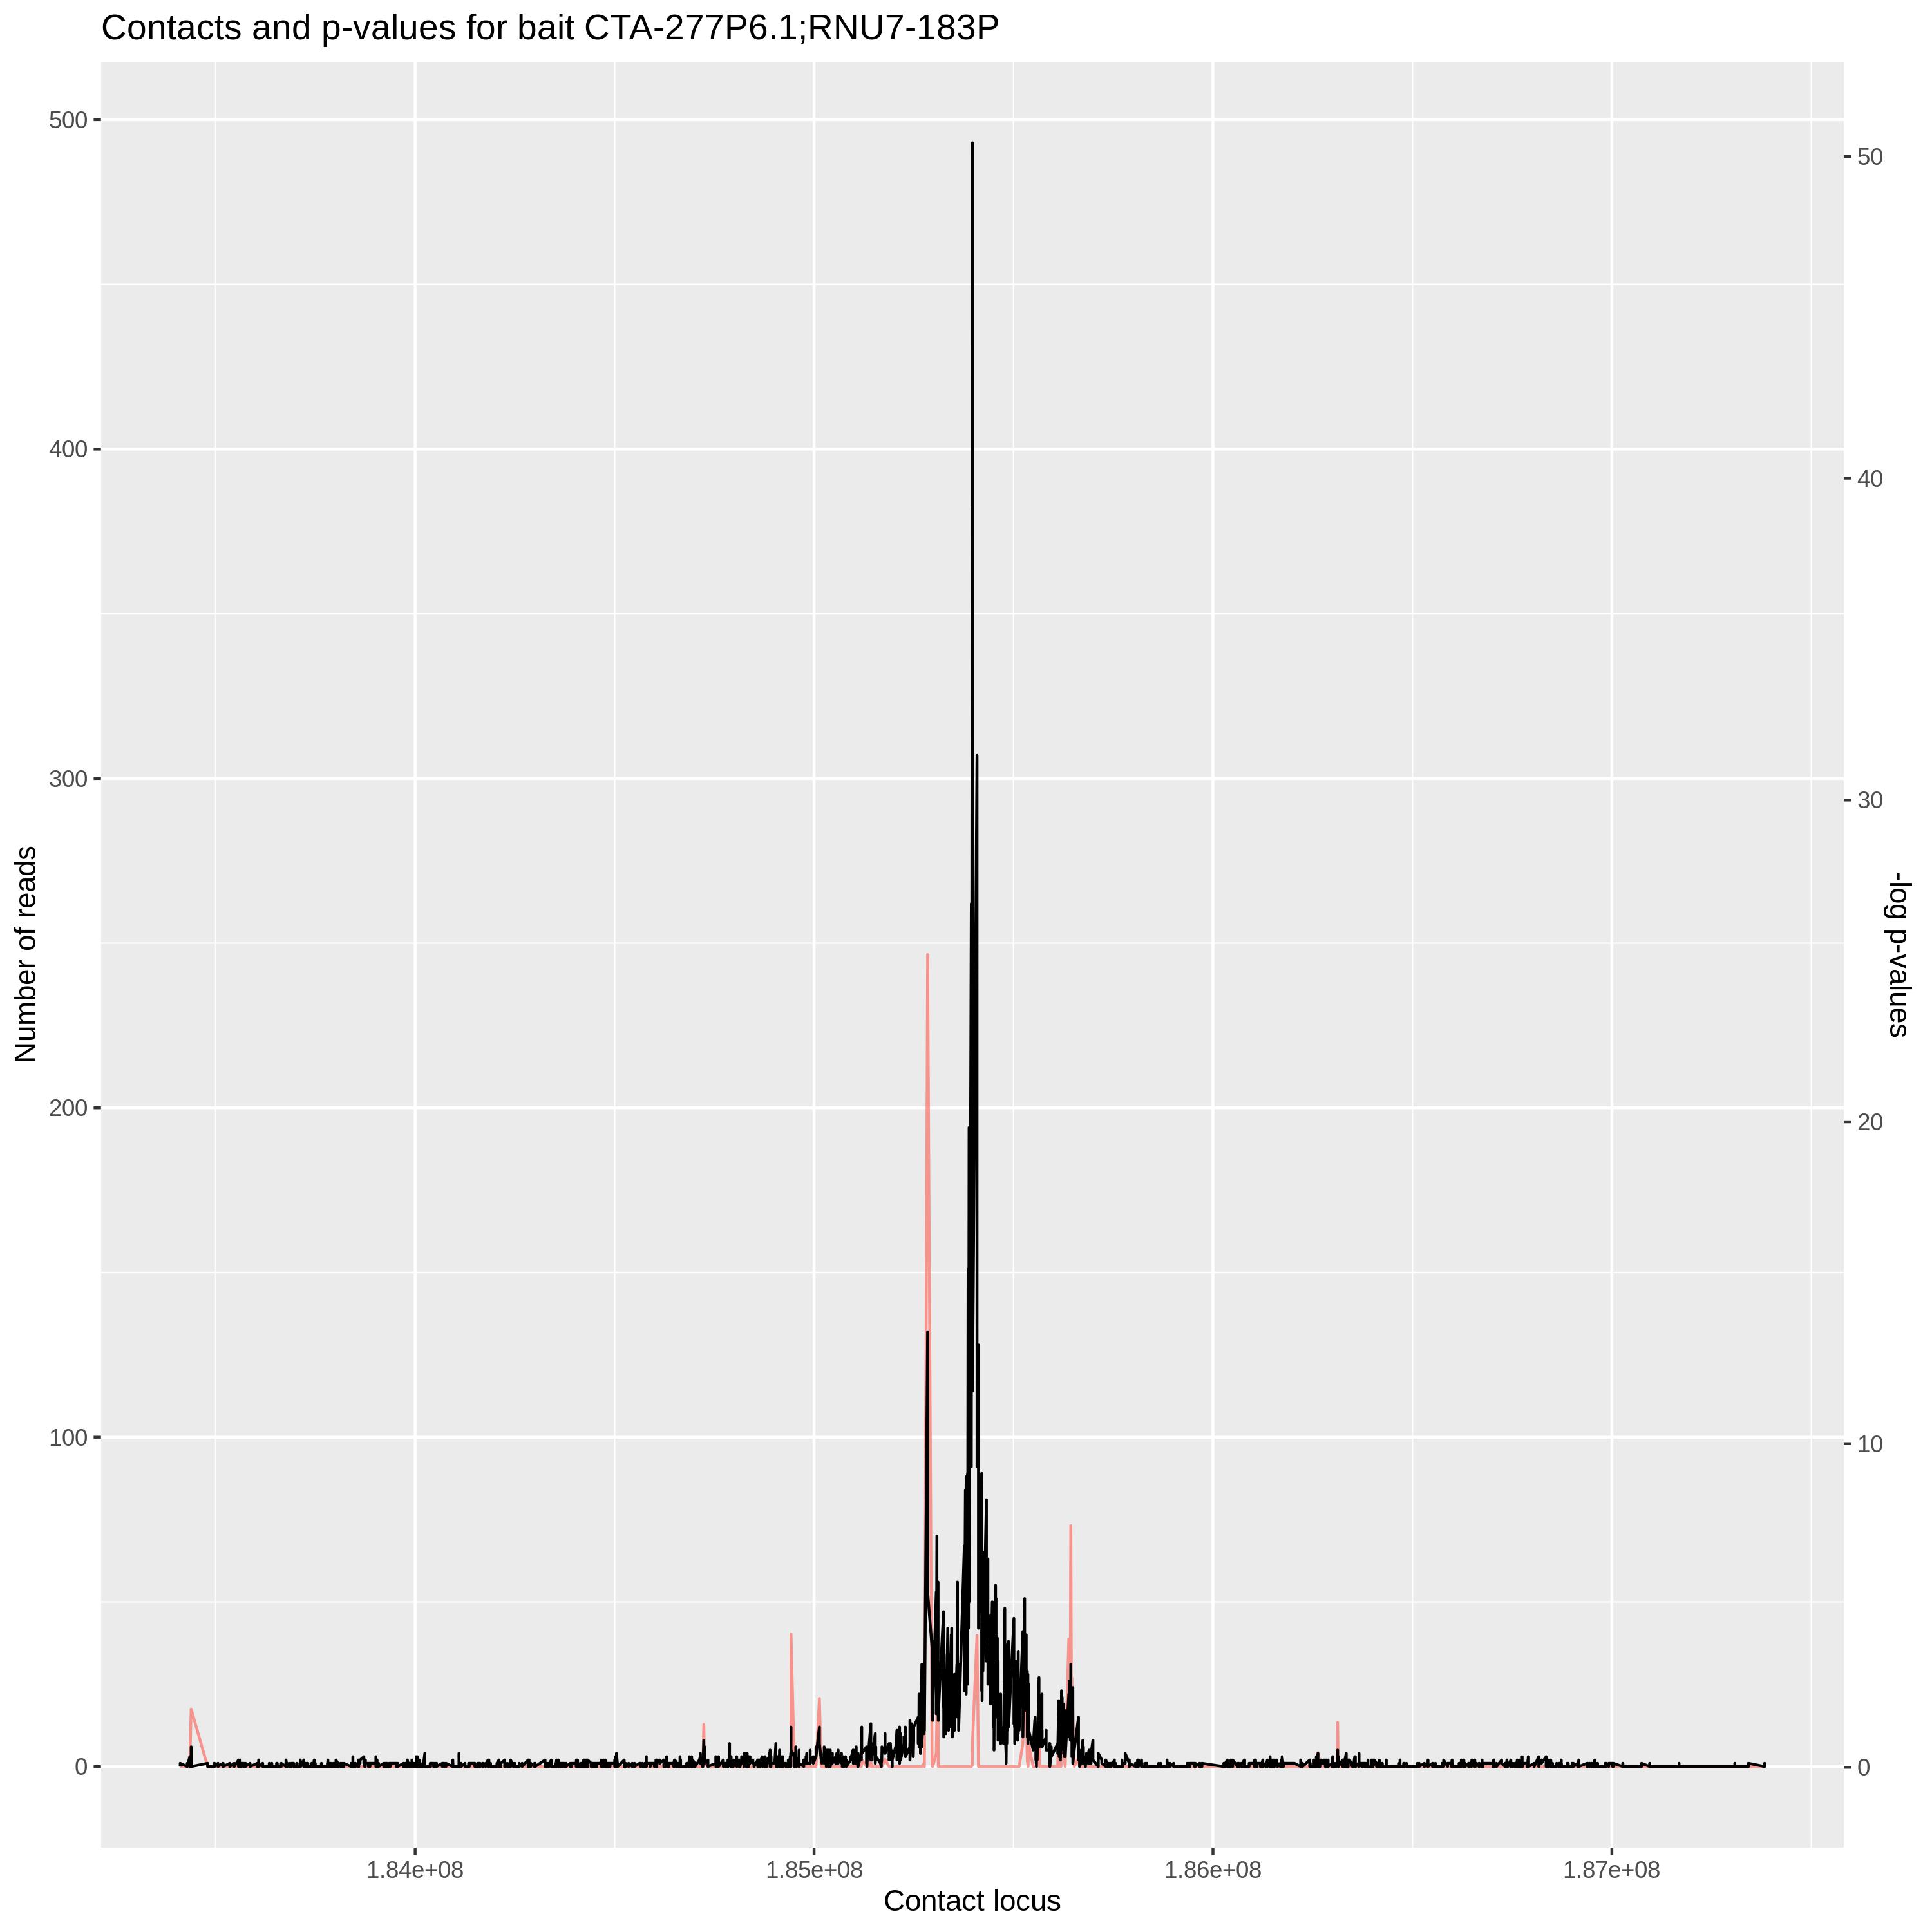 Contacts and p-values for bait CTA-277P6.1;RNU7-183P
500
400
300
200
100
0
Number of reads
50
40
30
20
10
0
-log p-values
1.84e+08
1.85e+08
1.86e+08
1.87e+08
Contact locus